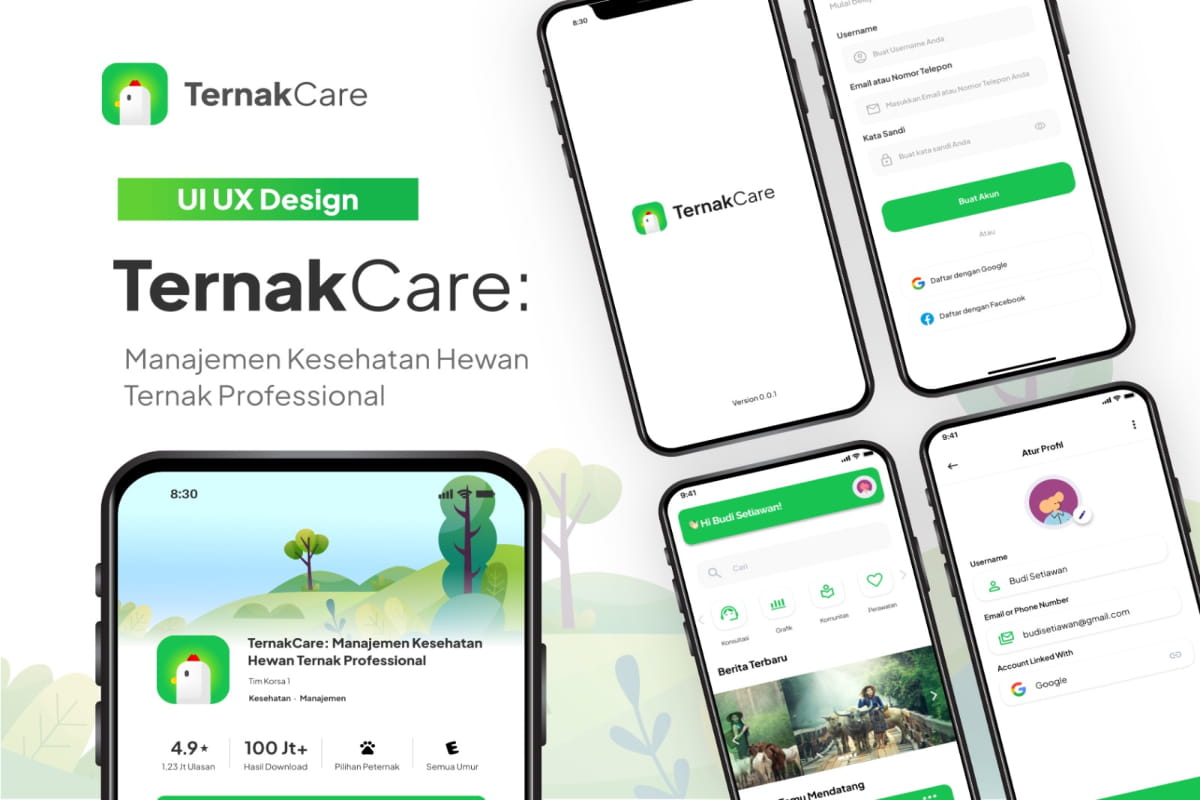 TernakCare
UI UX Design
TernakCare:
Manajemen Kesehatan Hewan
Ternak Professional
8:30
TernakCare: Manajemen Kesehatan
Hewan Ternak Professional
Tim Korsa 1
Kesehatan · Manajemen
4.9★
1,23 Jt Ulasan
100 Jt+
Hasil Download
Pilihan Peternak
E
Semua Umur
8:30
TernakCare
Version 0.0.1
Username
Buat Username Anda
Email atau Nomor Telepon
Masukkan Email atau Nomor Telepon Anda
Kata Sandi
Buat kata sandi Anda
Buat Akun
Atau
Daftar dengan Google
Daftar dengan Facebook
9:41
👋 Hi Budi Setiawan!
Cari
Konsultasi
Grafik
Komunitas
Perawatan
Berita Terbaru
Mendatang
9:41
Atur Profil
Username
Budi Setiawan
Email or Phone Number
budisetiawan@gmail.com
Account Linked With
Google